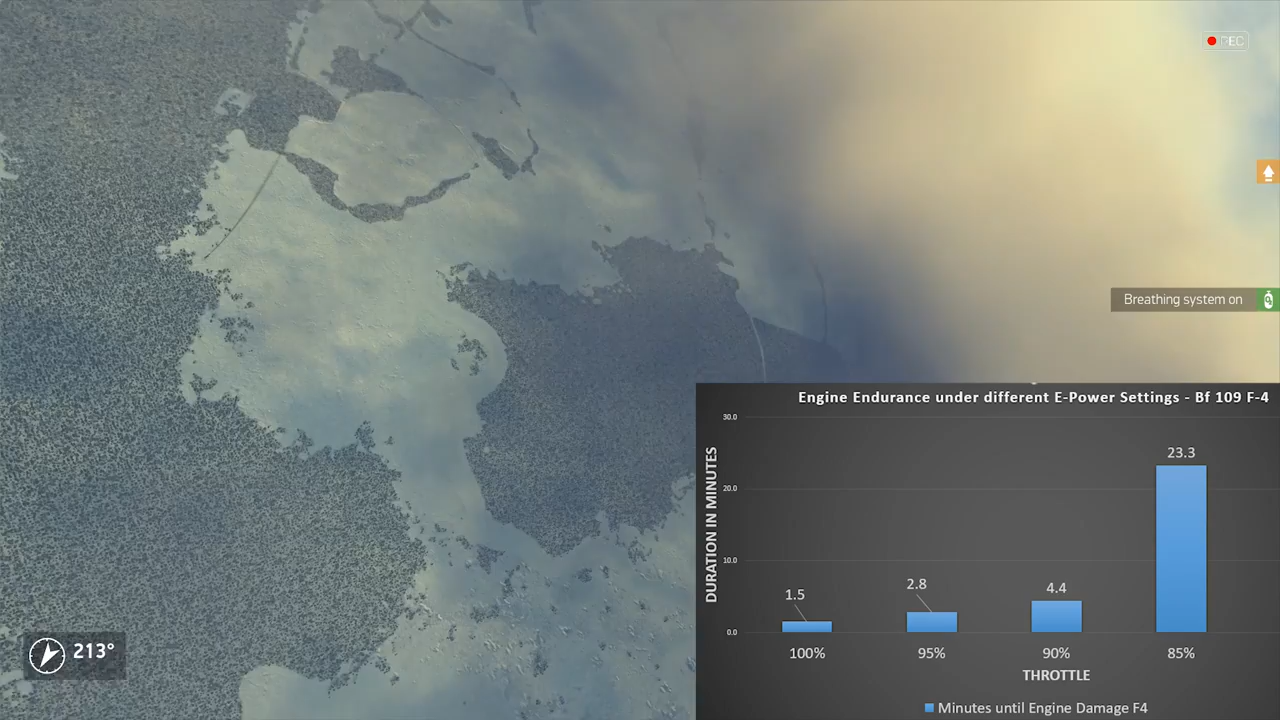 REC
Breathing system on
Engine Endurance under different E-Power Settings - Bf 109 F-4
DURATION IN MINUTES
30.0
20.0
10.0
0.0
1.5
2.8
4.4
23.3
100%
95%
90%
85%
THROTTLE
Minutes until Engine Damage F4
213°